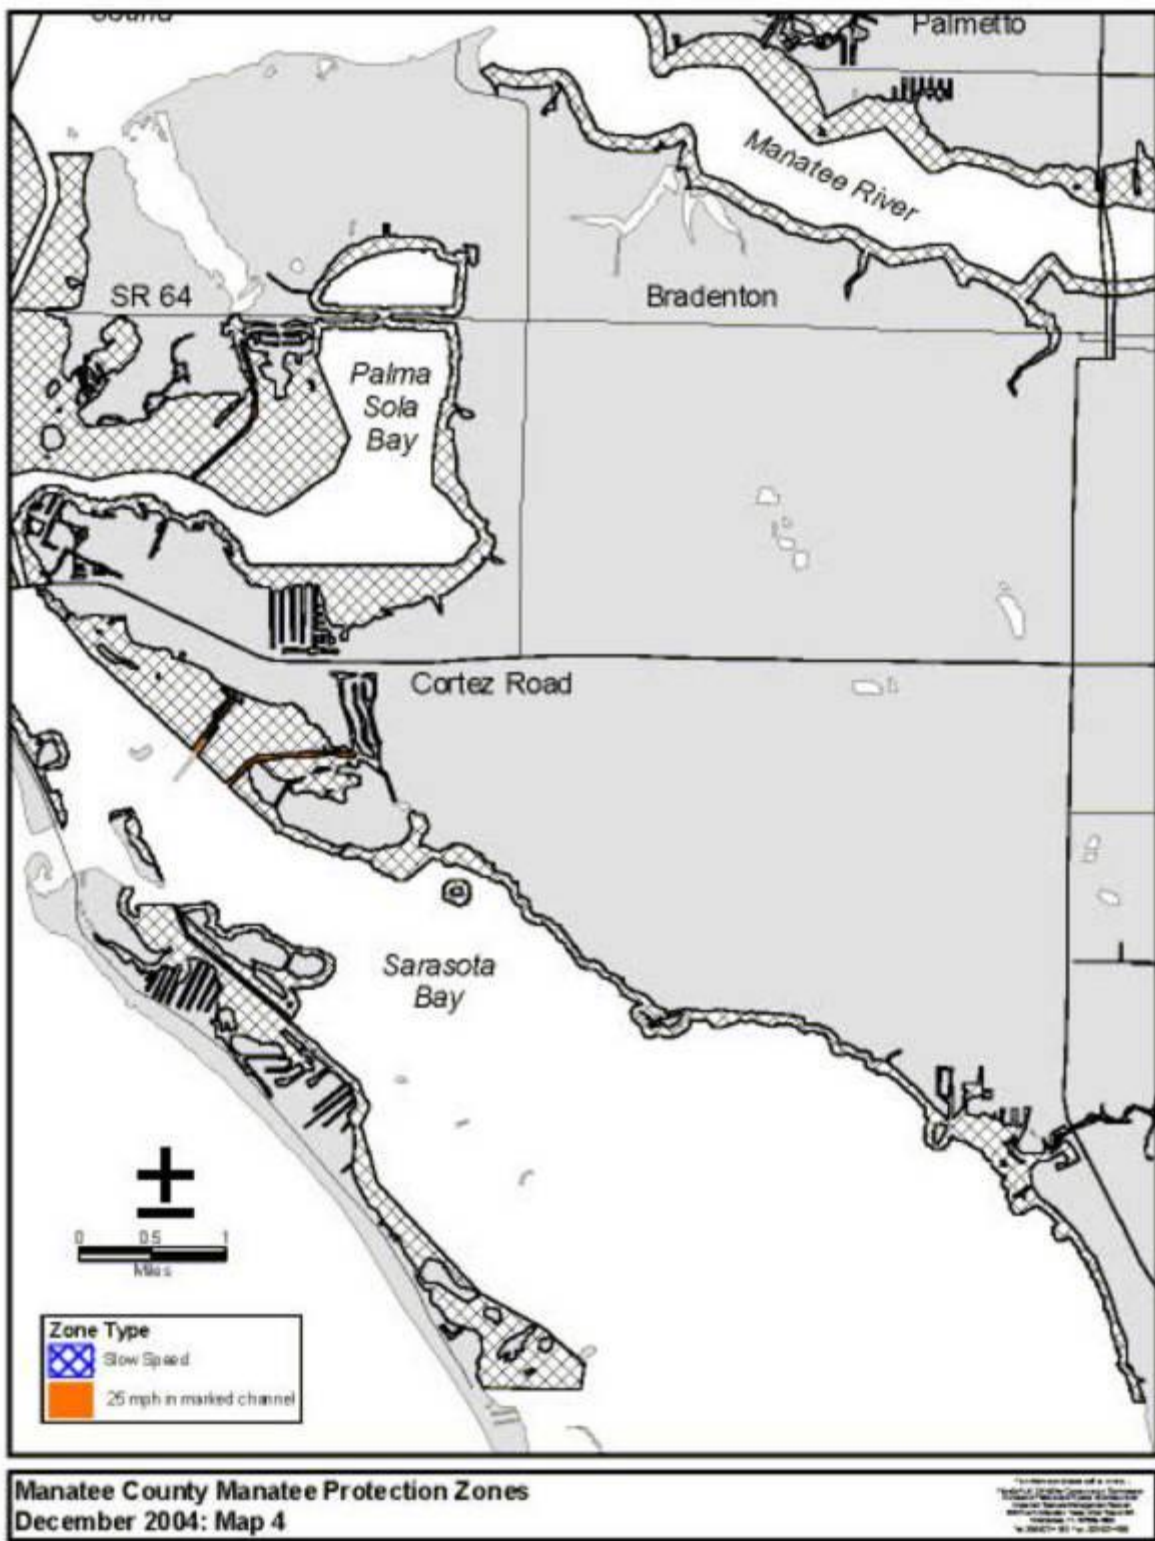 Sound
Palmetto
Manatee River
SR 64
Bradenton
Palma
Sola
Bay
Cortez Road
Sarasota
Bay
0 0.5 1
Miles
Zone Type
Slow Speed
25 mph in marked channel
Manatee County Manatee Protection Zones
December 2004: Map 4